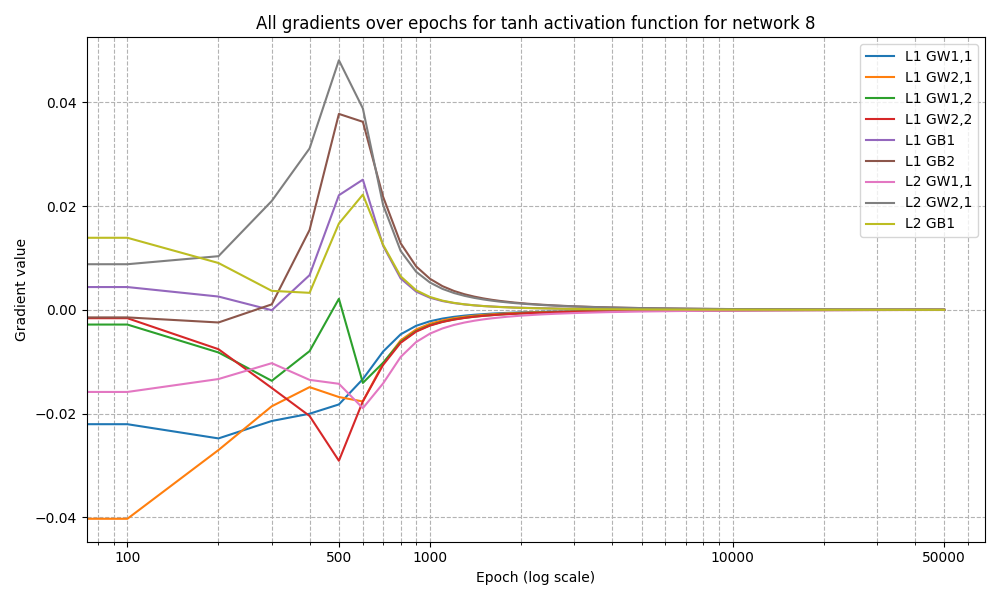 All gradients over epochs for tanh activation function for network 8
Gradient value
0.04
0.02
0.00
−0.02
−0.04
L1 GW1,1
L1 GW2,1
L1 GW1,2
L1 GW2,2
L1 GB1
L1 GB2
L2 GW1,1
L2 GW2,1
L2 GB1
100
500
1000
10000
50000
Epoch (log scale)